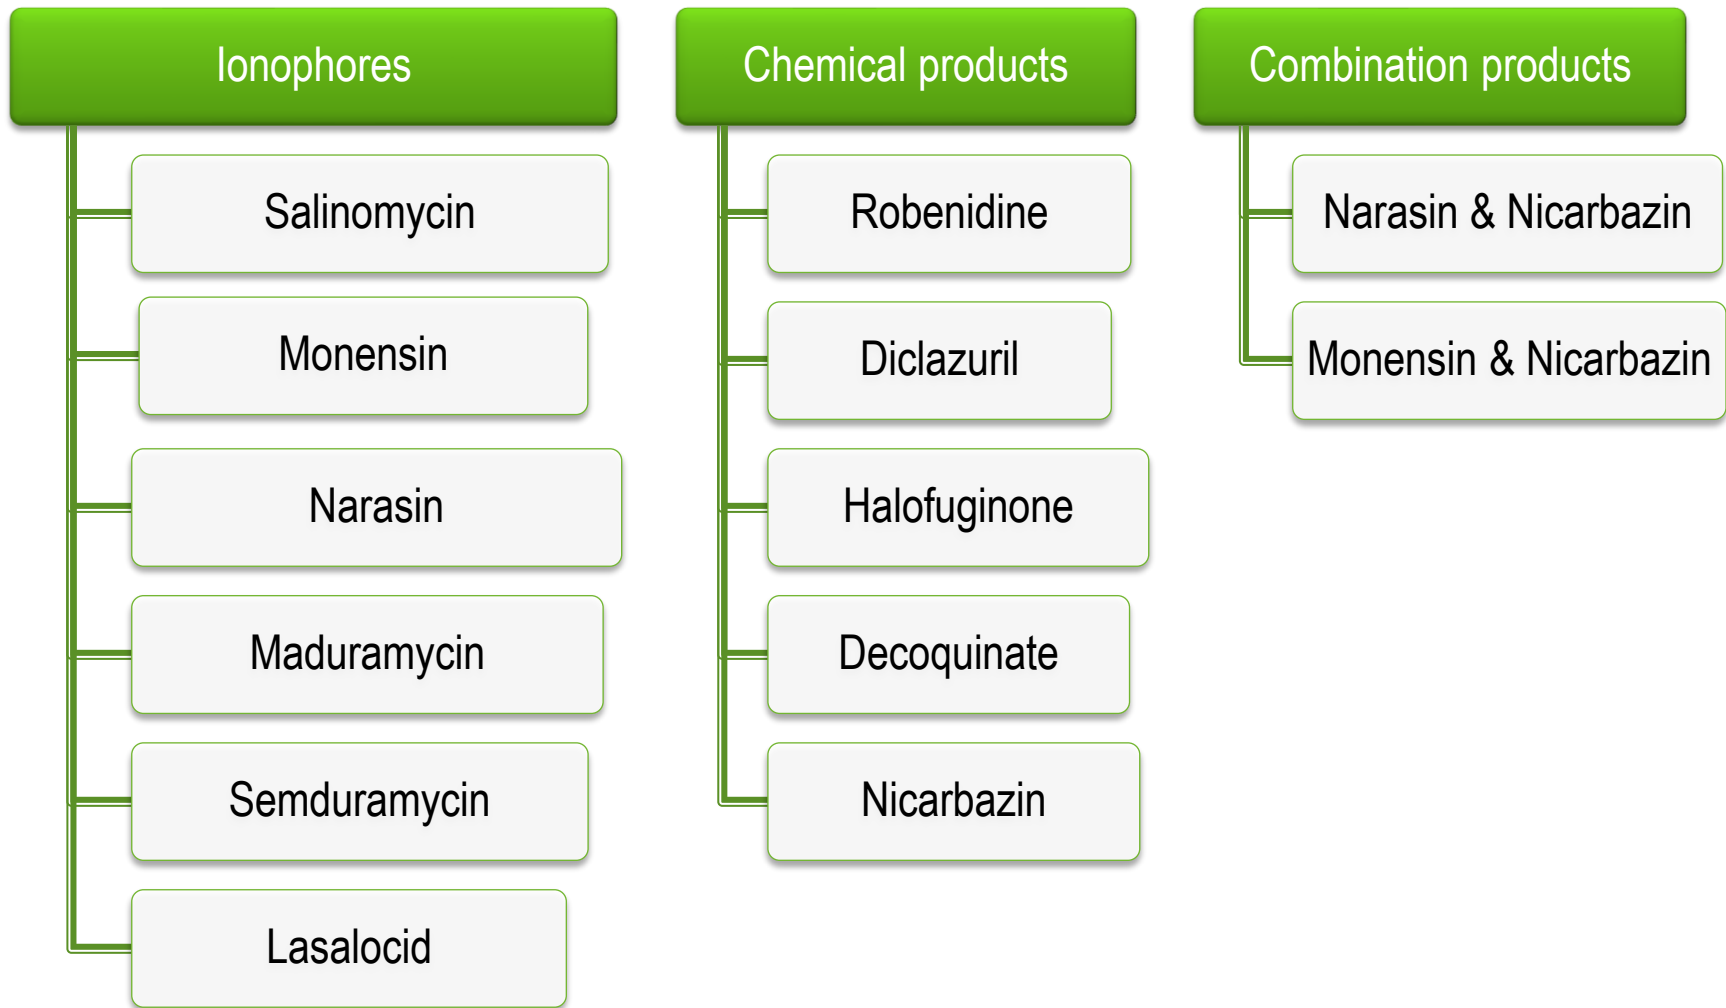 Ionophores
Salinomycin
Monensin
Narasin
Maduramycin
Semduramycin
Lasalocid
Chemical products
Robenidine
Diclazuril
Halofuginone
Decoquinate
Nicarbazin
Combination products
Narasin & Nicarbazin
Monensin & Nicarbazin